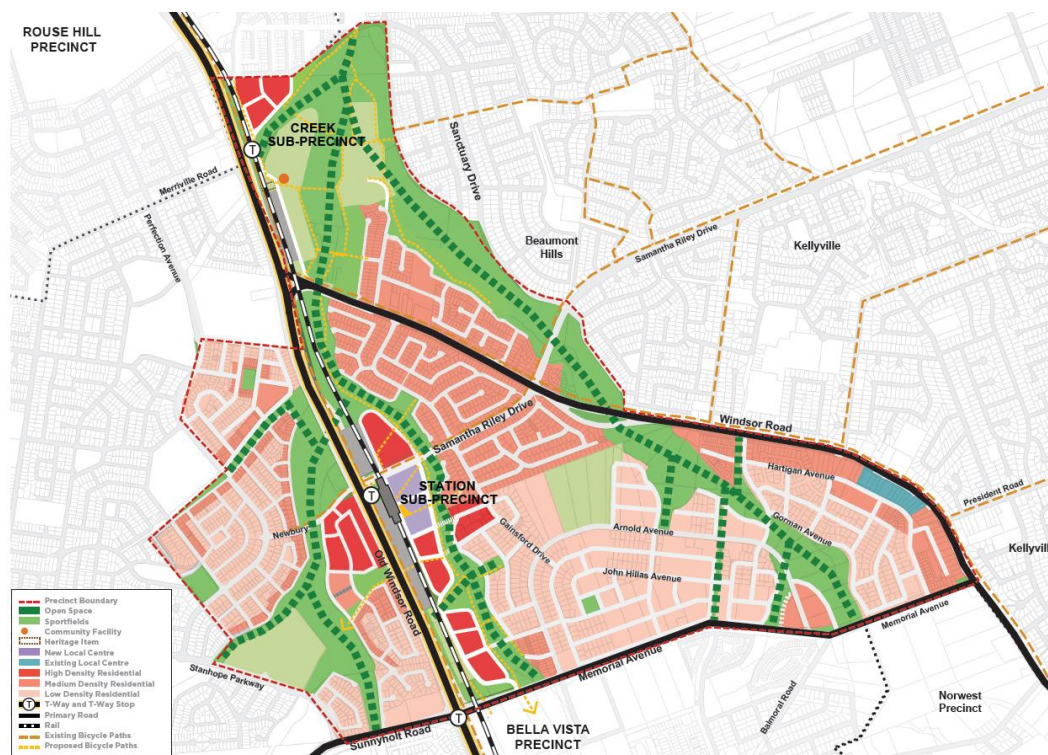 ROUSE HILL
PRECINCT
CREEK
SUB-PRECINCT
T
Merriville Road
Perfection Avenue
Sanctuary Drive
Beaumont
Hills
Samantha Riley Drive
Kellyville
Samantha Riley Drive
Windsor Road
STATION
SUB-PRECINCT
T
Newbury
Old Windsor Road
Gainsford Drive
Arnold Avenue
John Hillas Avenue
Hartigan Avenue
Gorman Avenue
President Road
Kellyvill
Memorial Avenue
Memorial Avenue
Balmoral Road
Norwest
Precinct
Stanhope Parkway
Sunnyholt Road
T
BELLA VISTA
PRECINCT
Precinct Boundary
Open Space
Sportfields
Community Facility
Heritage Item
New Local Centre
Existing Local Centre
High Density Residential
Medium Density Residential
Low Density Residential
T T-Way and T-Way Stop
Primary Road
Rail
Existing Bicycle Paths
Proposed Bicycle Paths